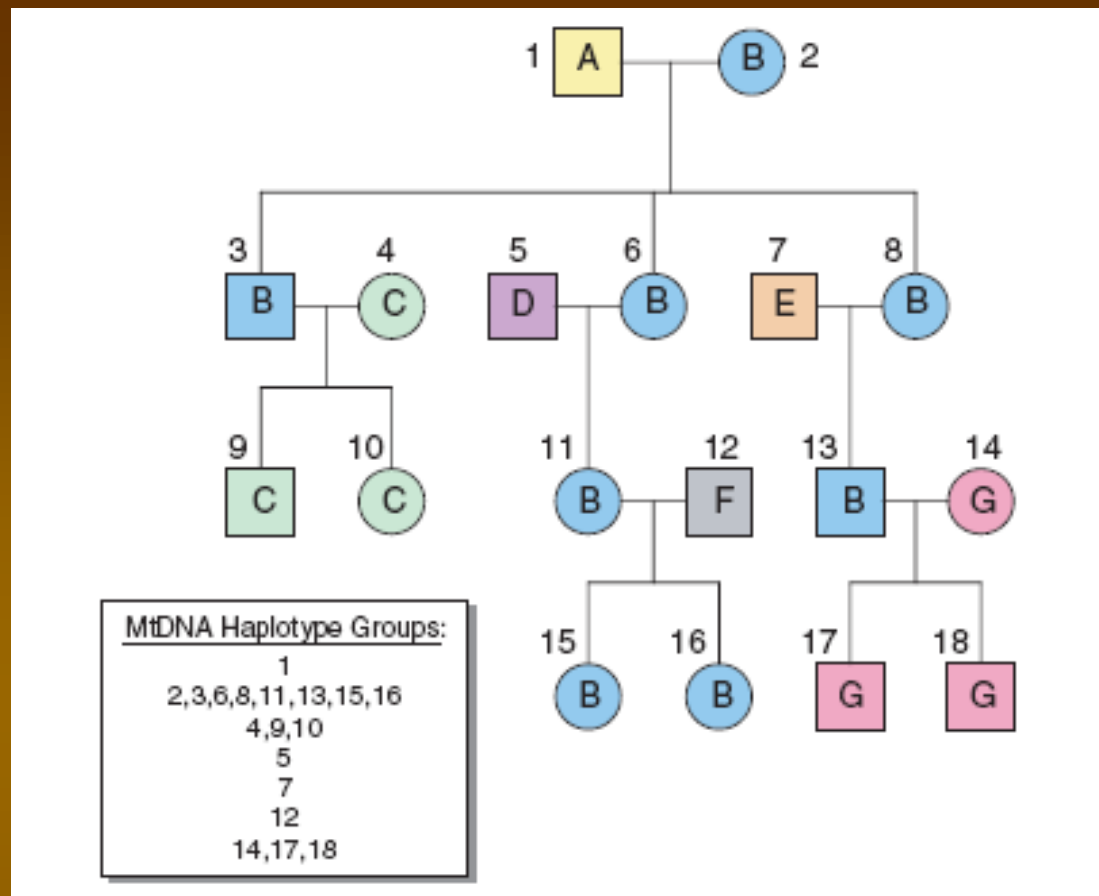 1 A B 2
3 4 5 6 7 8
B C D B E B
9 10 11 12 13 14
C C B F B G
MtDNA Haplotype Groups:
1
2,3,6,8,11,13,15,16
4,9,10
5
7
12
14,17,18
15 16 17 18
B B G G